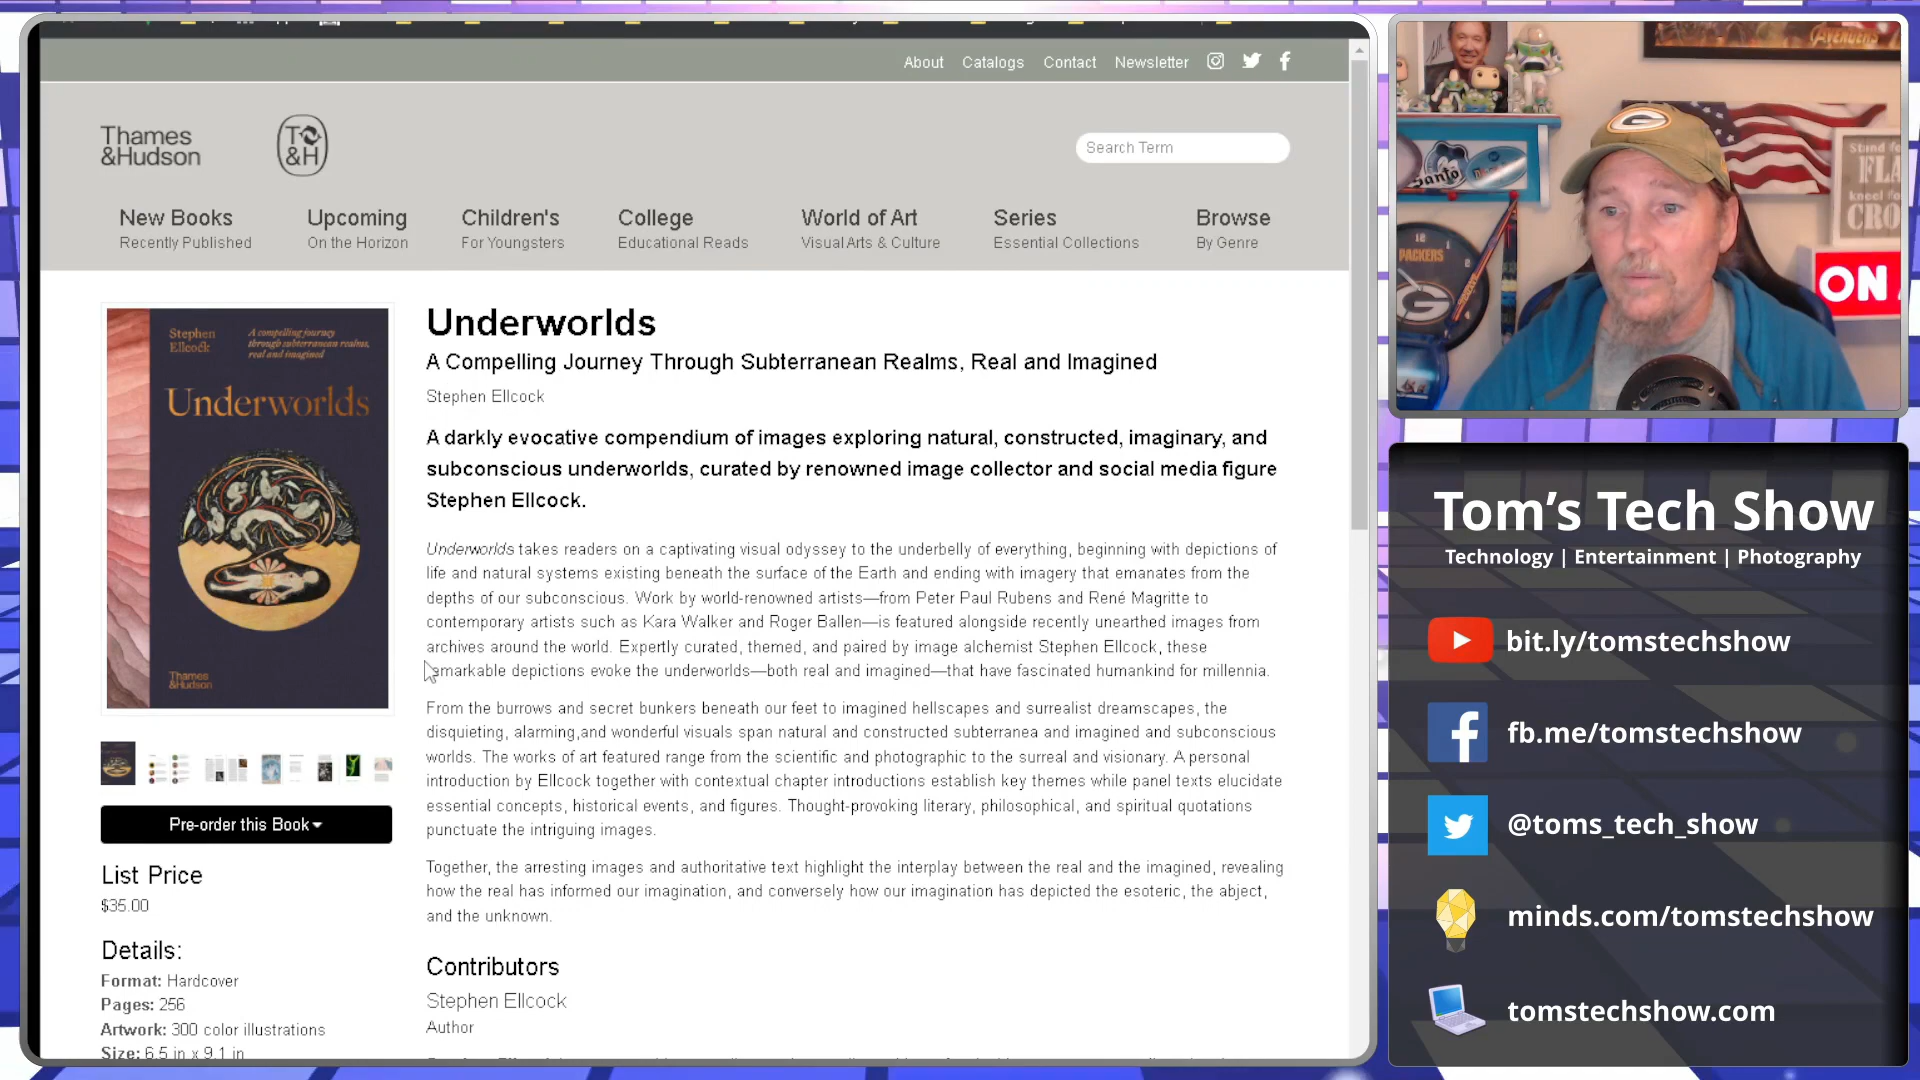 About Catalogs Contact Newsletter
Thames
&Hudson
T&H
Search Term
New Books
Recently Published
Upcoming
On the Horizon
Children's
For Youngsters
College
Educational Reads
World of Art
Visual Arts & Culture
Series
Essential Collections
Browse
By Genre
Stephen
Ellcock
A compelling journey
through subterranean realms,
real and imagined
Underworlds
Thames
&Hudson
Pre-order this Book
List Price
$35.00
Details:
Format: Hardcover
Pages: 256
Artwork: 300 color illustrations
Size: 6.5 in x 9.1 in
Underworlds
A Compelling Journey Through Subterranean Realms, Real and Imagined
Stephen Ellcock
A darkly evocative compendium of images exploring natural, constructed, imaginary, and
subconscious underworlds, curated by renowned image collector and social media figure
Stephen Ellcock.
Underworlds takes readers on a captivating visual odyssey to the underbelly of everything, beginning with depictions of
life and natural systems existing beneath the surface of the Earth and ending with imagery that emanates from the
depths of our subconscious. Work by world-renowned artists—from Peter Paul Rubens and René Magritte to
contemporary artists such as Kara Walker and Roger Ballen—is featured alongside recently unearthed images from
archives around the world. Expertly curated, themed, and paired by image alchemist Stephen Ellcock, these
remarkable depictions evoke the underworlds—both real and imagined—that have fascinated humankind for millennia.
From the burrows and secret bunkers beneath our feet to imagined hellscapes and surrealist dreamscapes, the
disquieting, alarming,and wonderful visuals span natural and constructed subterranea and imagined and subconscious
worlds. The works of art featured range from the scientific and photographic to the surreal and visionary. A personal
introduction by Ellcock together with contextual chapter introductions establish key themes while panel texts elucidate
essential concepts, historical events, and figures. Thought-provoking literary, philosophical, and spiritual quotations
punctuate the intriguing images.
Together, the arresting images and authoritative text highlight the interplay between the real and the imagined, revealing
how the real has informed our imagination, and conversely how our imagination has depicted the esoteric, the abject,
and the unknown.
Contributors
Stephen Ellcock
Author
AVENGERS
G
12
PACKERS
G
Stand fo
FLA
kneel for
CRO
ON
Tom's Tech Show
Technology | Entertainment | Photography
bit.ly/tomstechshow
fb.me/tomstechshow
@toms_tech_show
minds.com/tomstechshow
tomstechshow.com